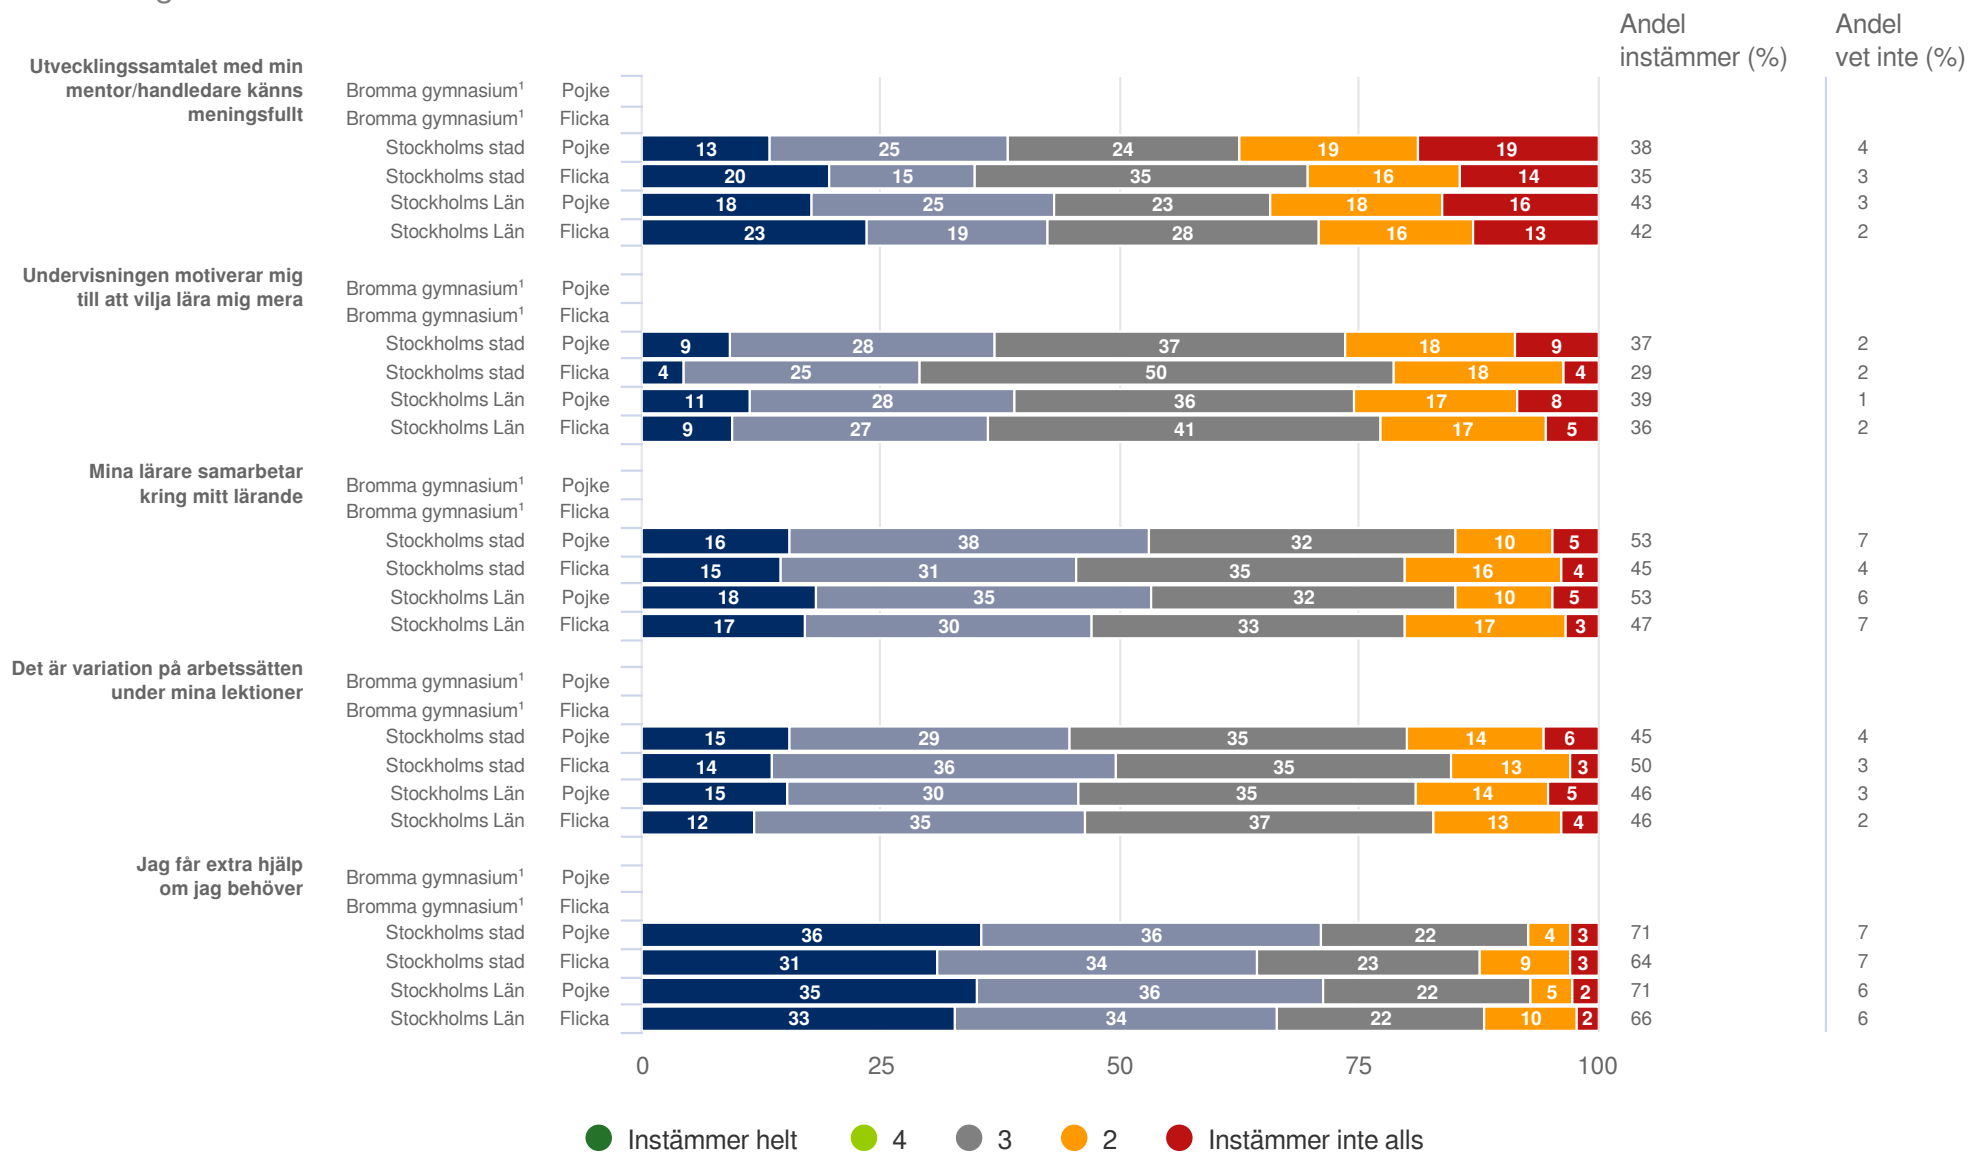 Andel
instämmer (%)
Andel
vet inte (%)
Utvecklingssamtalet med min
mentor/handledare känns
meningsfullt
Bromma gymnasium¹ Pojke
Bromma gymnasium¹ Flicka
Stockholms stad Pojke 13 25 24 19 19 38 4
Stockholms stad Flicka 20 15 35 16 14 35 3
Stockholms Län Pojke 18 25 23 18 16 43 3
Stockholms Län Flicka 23 19 28 16 13 42 2
Undervisningen motiverar mig
till att vilja lära mig mera
Bromma gymnasium¹ Pojke
Bromma gymnasium¹ Flicka
Stockholms stad Pojke 9 28 37 18 9 37 2
Stockholms stad Flicka 4 25 50 18 4 29 2
Stockholms Län Pojke 11 28 36 17 8 39 1
Stockholms Län Flicka 9 27 41 17 5 36 2
Mina lärare samarbetar
kring mitt lärande
Bromma gymnasium¹ Pojke
Bromma gymnasium¹ Flicka
Stockholms stad Pojke 16 38 32 10 5 53 7
Stockholms stad Flicka 15 31 35 16 4 45 4
Stockholms Län Pojke 18 35 32 10 5 53 6
Stockholms Län Flicka 17 30 33 17 3 47 7
Det är variation på arbetssätten
under mina lektioner
Bromma gymnasium¹ Pojke
Bromma gymnasium¹ Flicka
Stockholms stad Pojke 15 29 35 14 6 45 4
Stockholms stad Flicka 14 36 35 13 3 50 3
Stockholms Län Pojke 15 30 35 14 5 46 3
Stockholms Län Flicka 12 35 37 13 4 46 2
Jag får extra hjälp
om jag behöver
Bromma gymnasium¹ Pojke
Bromma gymnasium¹ Flicka
Stockholms stad Pojke 36 36 22 4 3 71 7
Stockholms stad Flicka 31 34 23 9 3 64 7
Stockholms Län Pojke 35 36 22 5 2 71 6
Stockholms Län Flicka 33 34 22 10 2 66 6
0 25 50 75 100
Instämmer helt 4 3 2 Instämmer inte alls